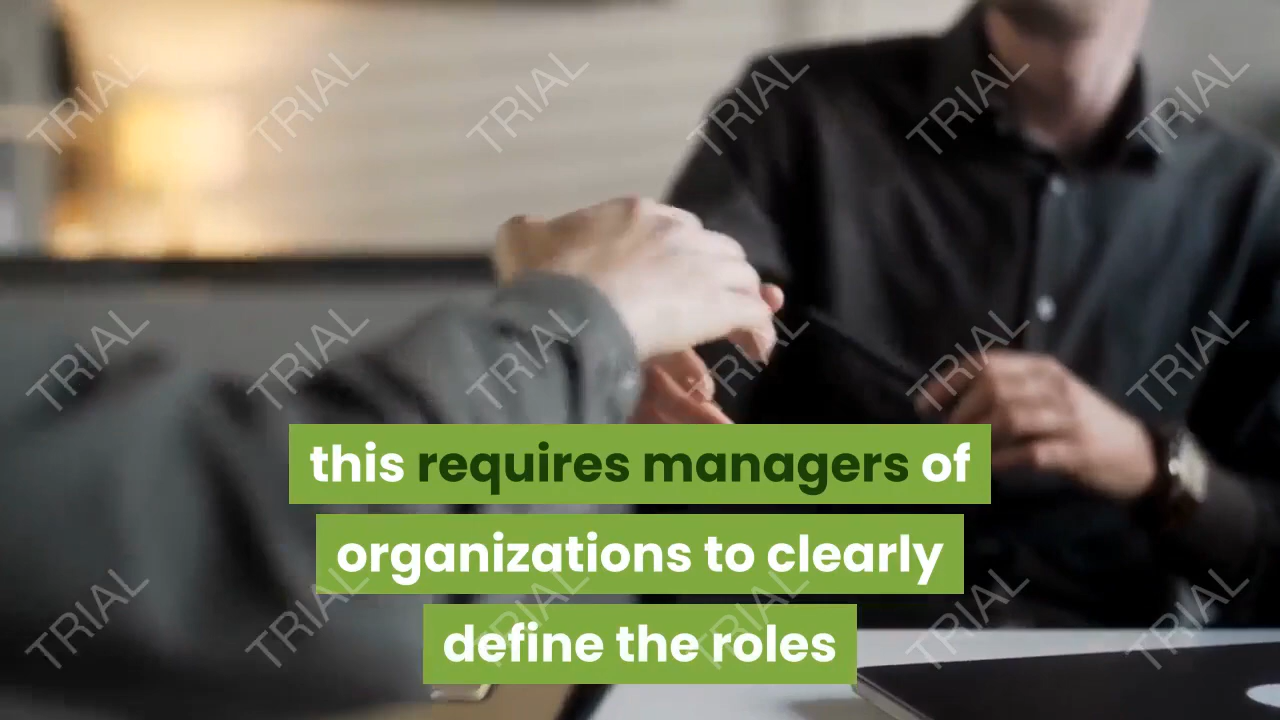 TRIAL TRIAL TRIAL TRIAL TRIAL TRIAL
TRIAL TRIAL TRIAL TRIAL TRIAL TRIAL
this requires managers of
organizations to clearly
TRIAL TRIAL TRIAL TRIAL TRIAL TRIAL
define the roles